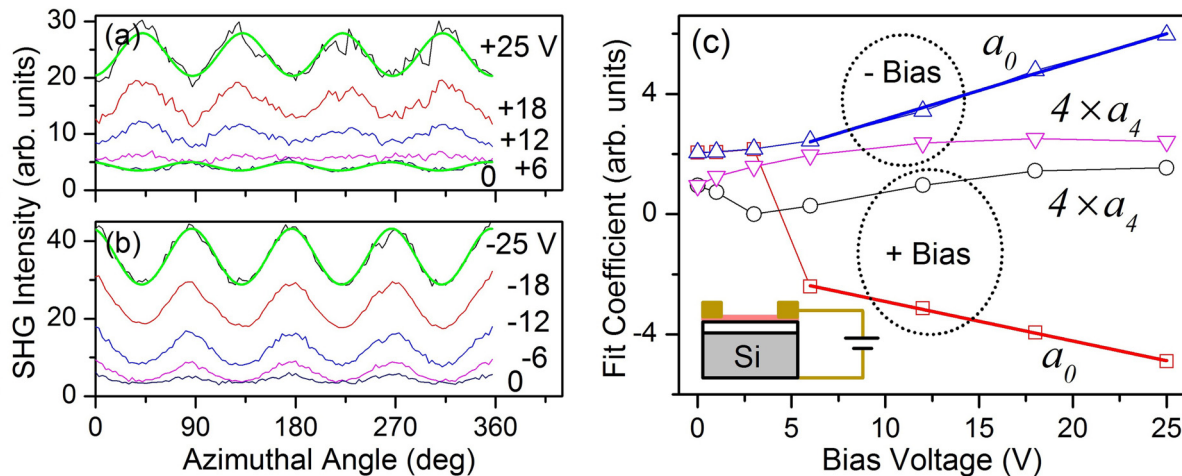 (a)
+25 V
+18
+12
+6
0
30
20
10
0
(b)
-25 V
-18
-12
-6
0
40
20
0
0 90 180 270 360
Azimuthal Angle (deg)
SHG Intensity (arb. units)
(c)
a0
- Bias
4 × a4
4 × a4
+ Bias
a0
Si
4
0
-4
0 5 10 15 20 25
Bias Voltage (V)
Fit Coefficient (arb. units)